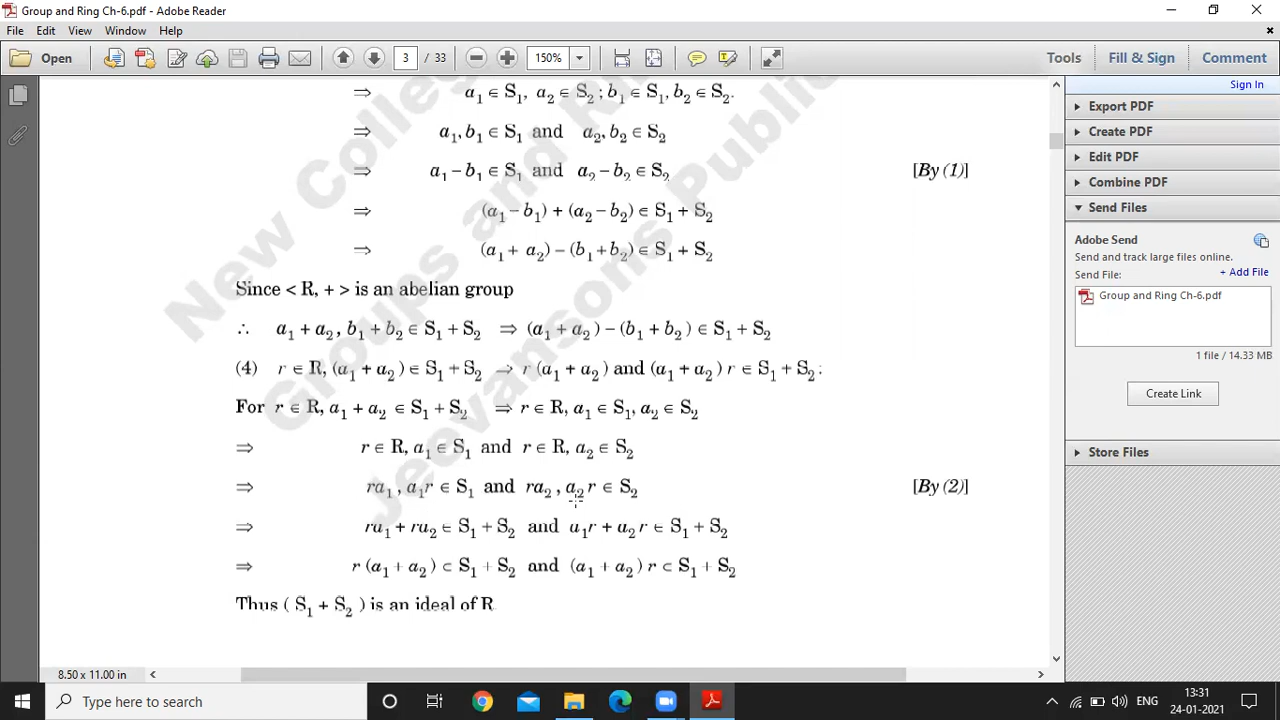 Group and Ring Ch-6.pdf - Adobe Reader
File Edit View Window Help
Open 3 / 33 150% Tools Fill & Sign Comment
⇒ a₁ ∈ S₁, a₂ ∈ S₂ ; b₁ ∈ S₁, b₂ ∈ S₂.
⇒ a₁, b₁ ∈ S₁ and a₂, b₂ ∈ S₂
⇒ a₁ − b₁ ∈ S₁ and a₂ − b₂ ∈ S₂ [By (1)]
⇒ (a₁ − b₁) + (a₂ − b₂) ∈ S₁ + S₂
⇒ (a₁ + a₂) − (b₁ + b₂) ∈ S₁ + S₂
Since < R, + > is an abelian group
∴ a₁ + a₂ , b₁ + b₂ ∈ S₁ + S₂ ⇒ (a₁ + a₂ ) − (b₁ + b₂ ) ∈ S₁ + S₂
(4) r ∈ R, (a₁ + a₂ ) ∈ S₁ + S₂ ⇒ r (a₁ + a₂ ) and (a₁ + a₂ ) r ∈ S₁ + S₂ :
For r ∈ R, a₁ + a₂ ∈ S₁ + S₂ ⇒ r ∈ R, a₁ ∈ S₁, a₂ ∈ S₂
⇒ r ∈ R, a₁ ∈ S₁ and r ∈ R, a₂ ∈ S₂
⇒ ra₁ , a₁r ∈ S₁ and ra₂ , a₂ r ∈ S₂ [By (2)]
⇒ ra₁ + ra₂ ∈ S₁ + S₂ and a₁r + a₂ r ∈ S₁ + S₂
⇒ r (a₁ + a₂ ) ∈ S₁ + S₂ and (a₁ + a₂ ) r ∈ S₁ + S₂
Thus ( S₁ + S₂ ) is an ideal of R
New College
Groups and Ri
Jeevansons Publi
8.50 x 11.00 in
Sign In
Export PDF
Create PDF
Edit PDF
Combine PDF
Send Files
Adobe Send
Send and track large files online.
Send File:
+ Add File
Group and Ring Ch-6.pdf
1 file / 14.33 MB
Create Link
Store Files
Type here to search
ENG
13:31
24-01-2021